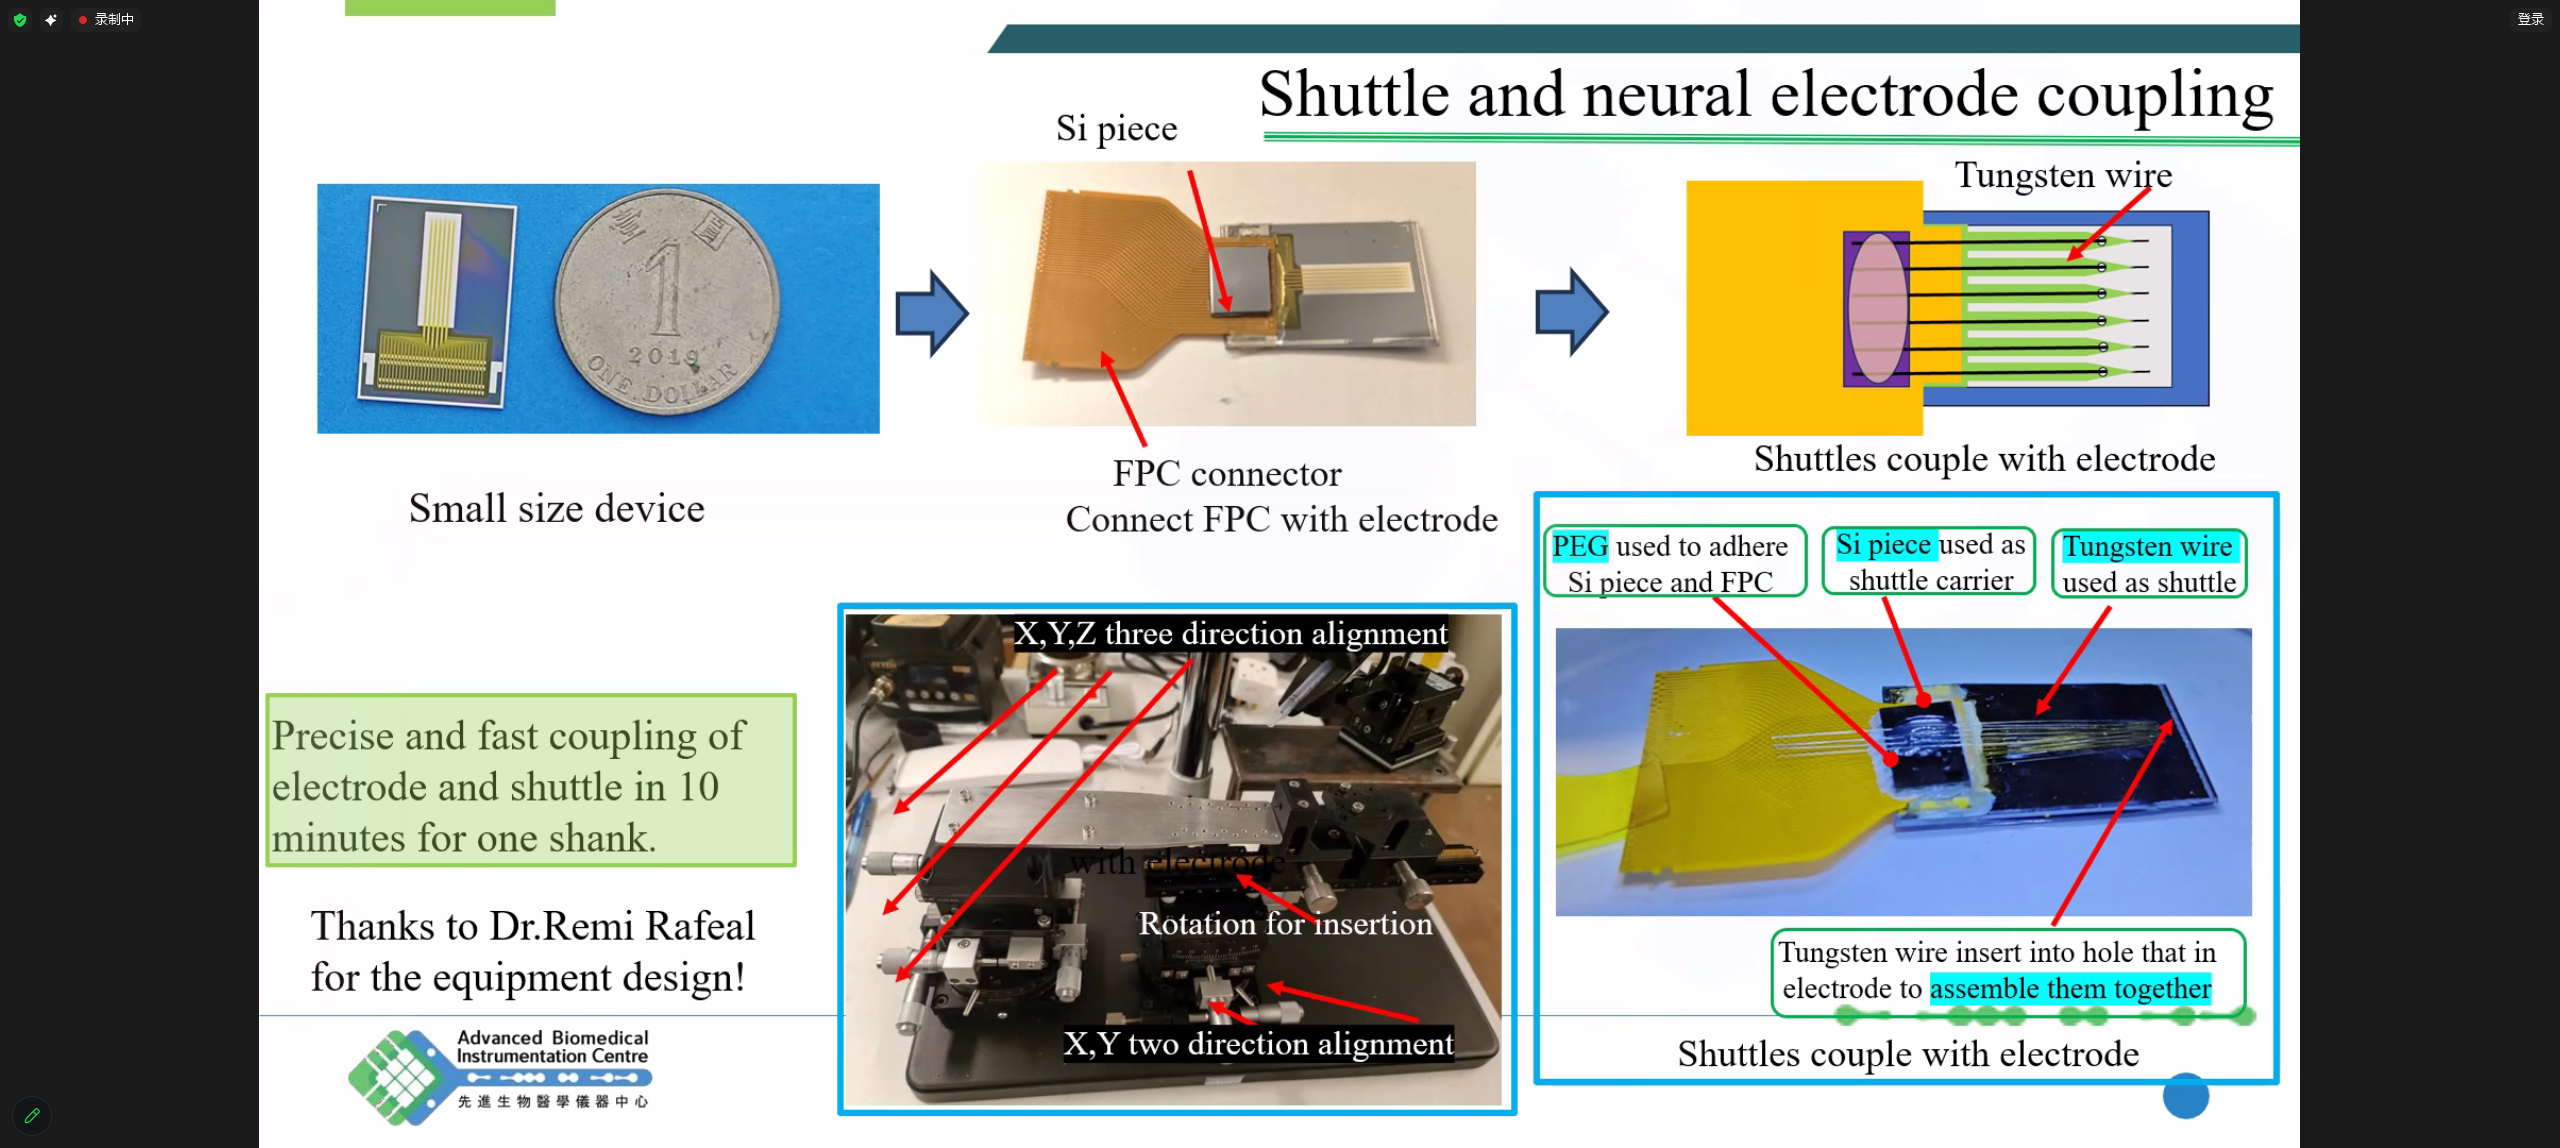 录制中
登录
Shuttle and neural electrode coupling
Si piece
Tungsten wire
壹
圓
1
2019
ONE DOLLAR
Small size device
FPC connector
Connect FPC with electrode
Shuttles couple with electrode
PEG used to adhere
Si piece and FPC
Si piece used as
shuttle carrier
Tungsten wire
used as shuttle
X,Y,Z three direction alignment
with electrode
Rotation for insertion
X,Y two direction alignment
Precise and fast coupling of
electrode and shuttle in 10
minutes for one shank.
Thanks to Dr.Remi Rafeal
for the equipment design!
Tungsten wire insert into hole that in
electrode to assemble them together
Shuttles couple with electrode
Advanced Biomedical
Instrumentation Centre
先進生物醫學儀器中心